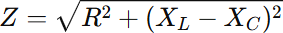 Z = √(R² + (X_L − X_C)²)